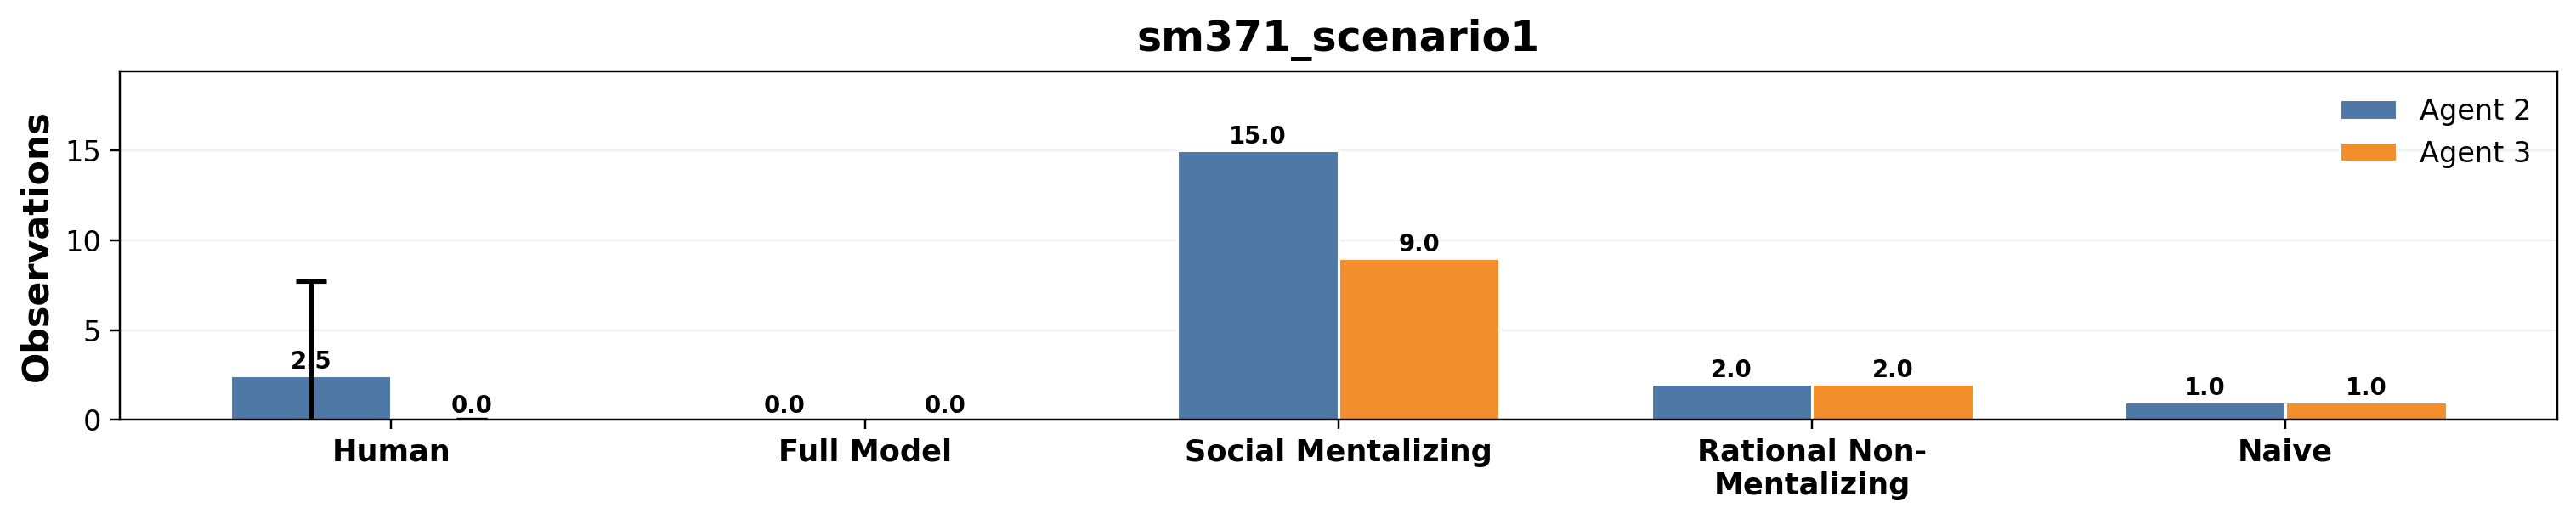 sm371_scenario1
Observations
15
10
5
0
Agent 2
Agent 3
2.5
0.0
0.0
0.0
15.0
9.0
2.0
2.0
1.0
1.0
Human
Full Model
Social Mentalizing
Rational Non-
Mentalizing
Naive